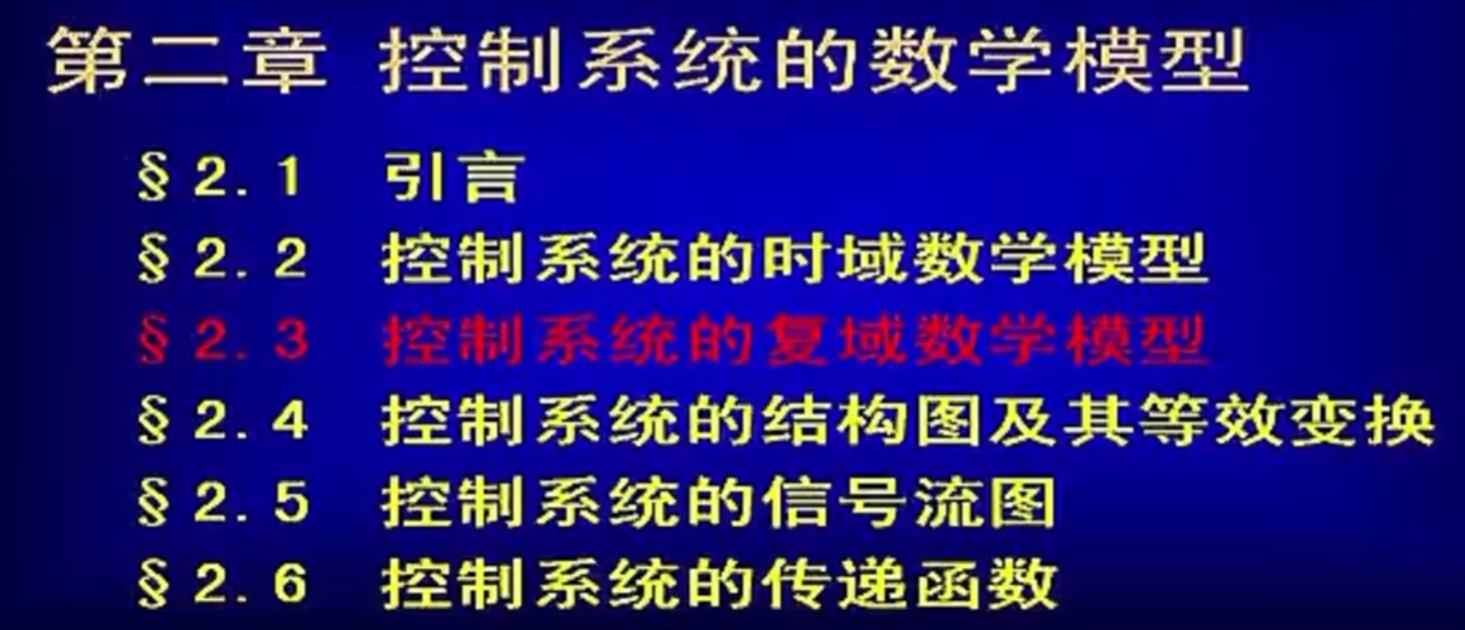 第二章 控制系统的数学模型
§2.1 引言
§2.2 控制系统的时域数学模型
§2.3 控制系统的复域数学模型
§2.4 控制系统的结构图及其等效变换
§2.5 控制系统的信号流图
§2.6 控制系统的传递函数